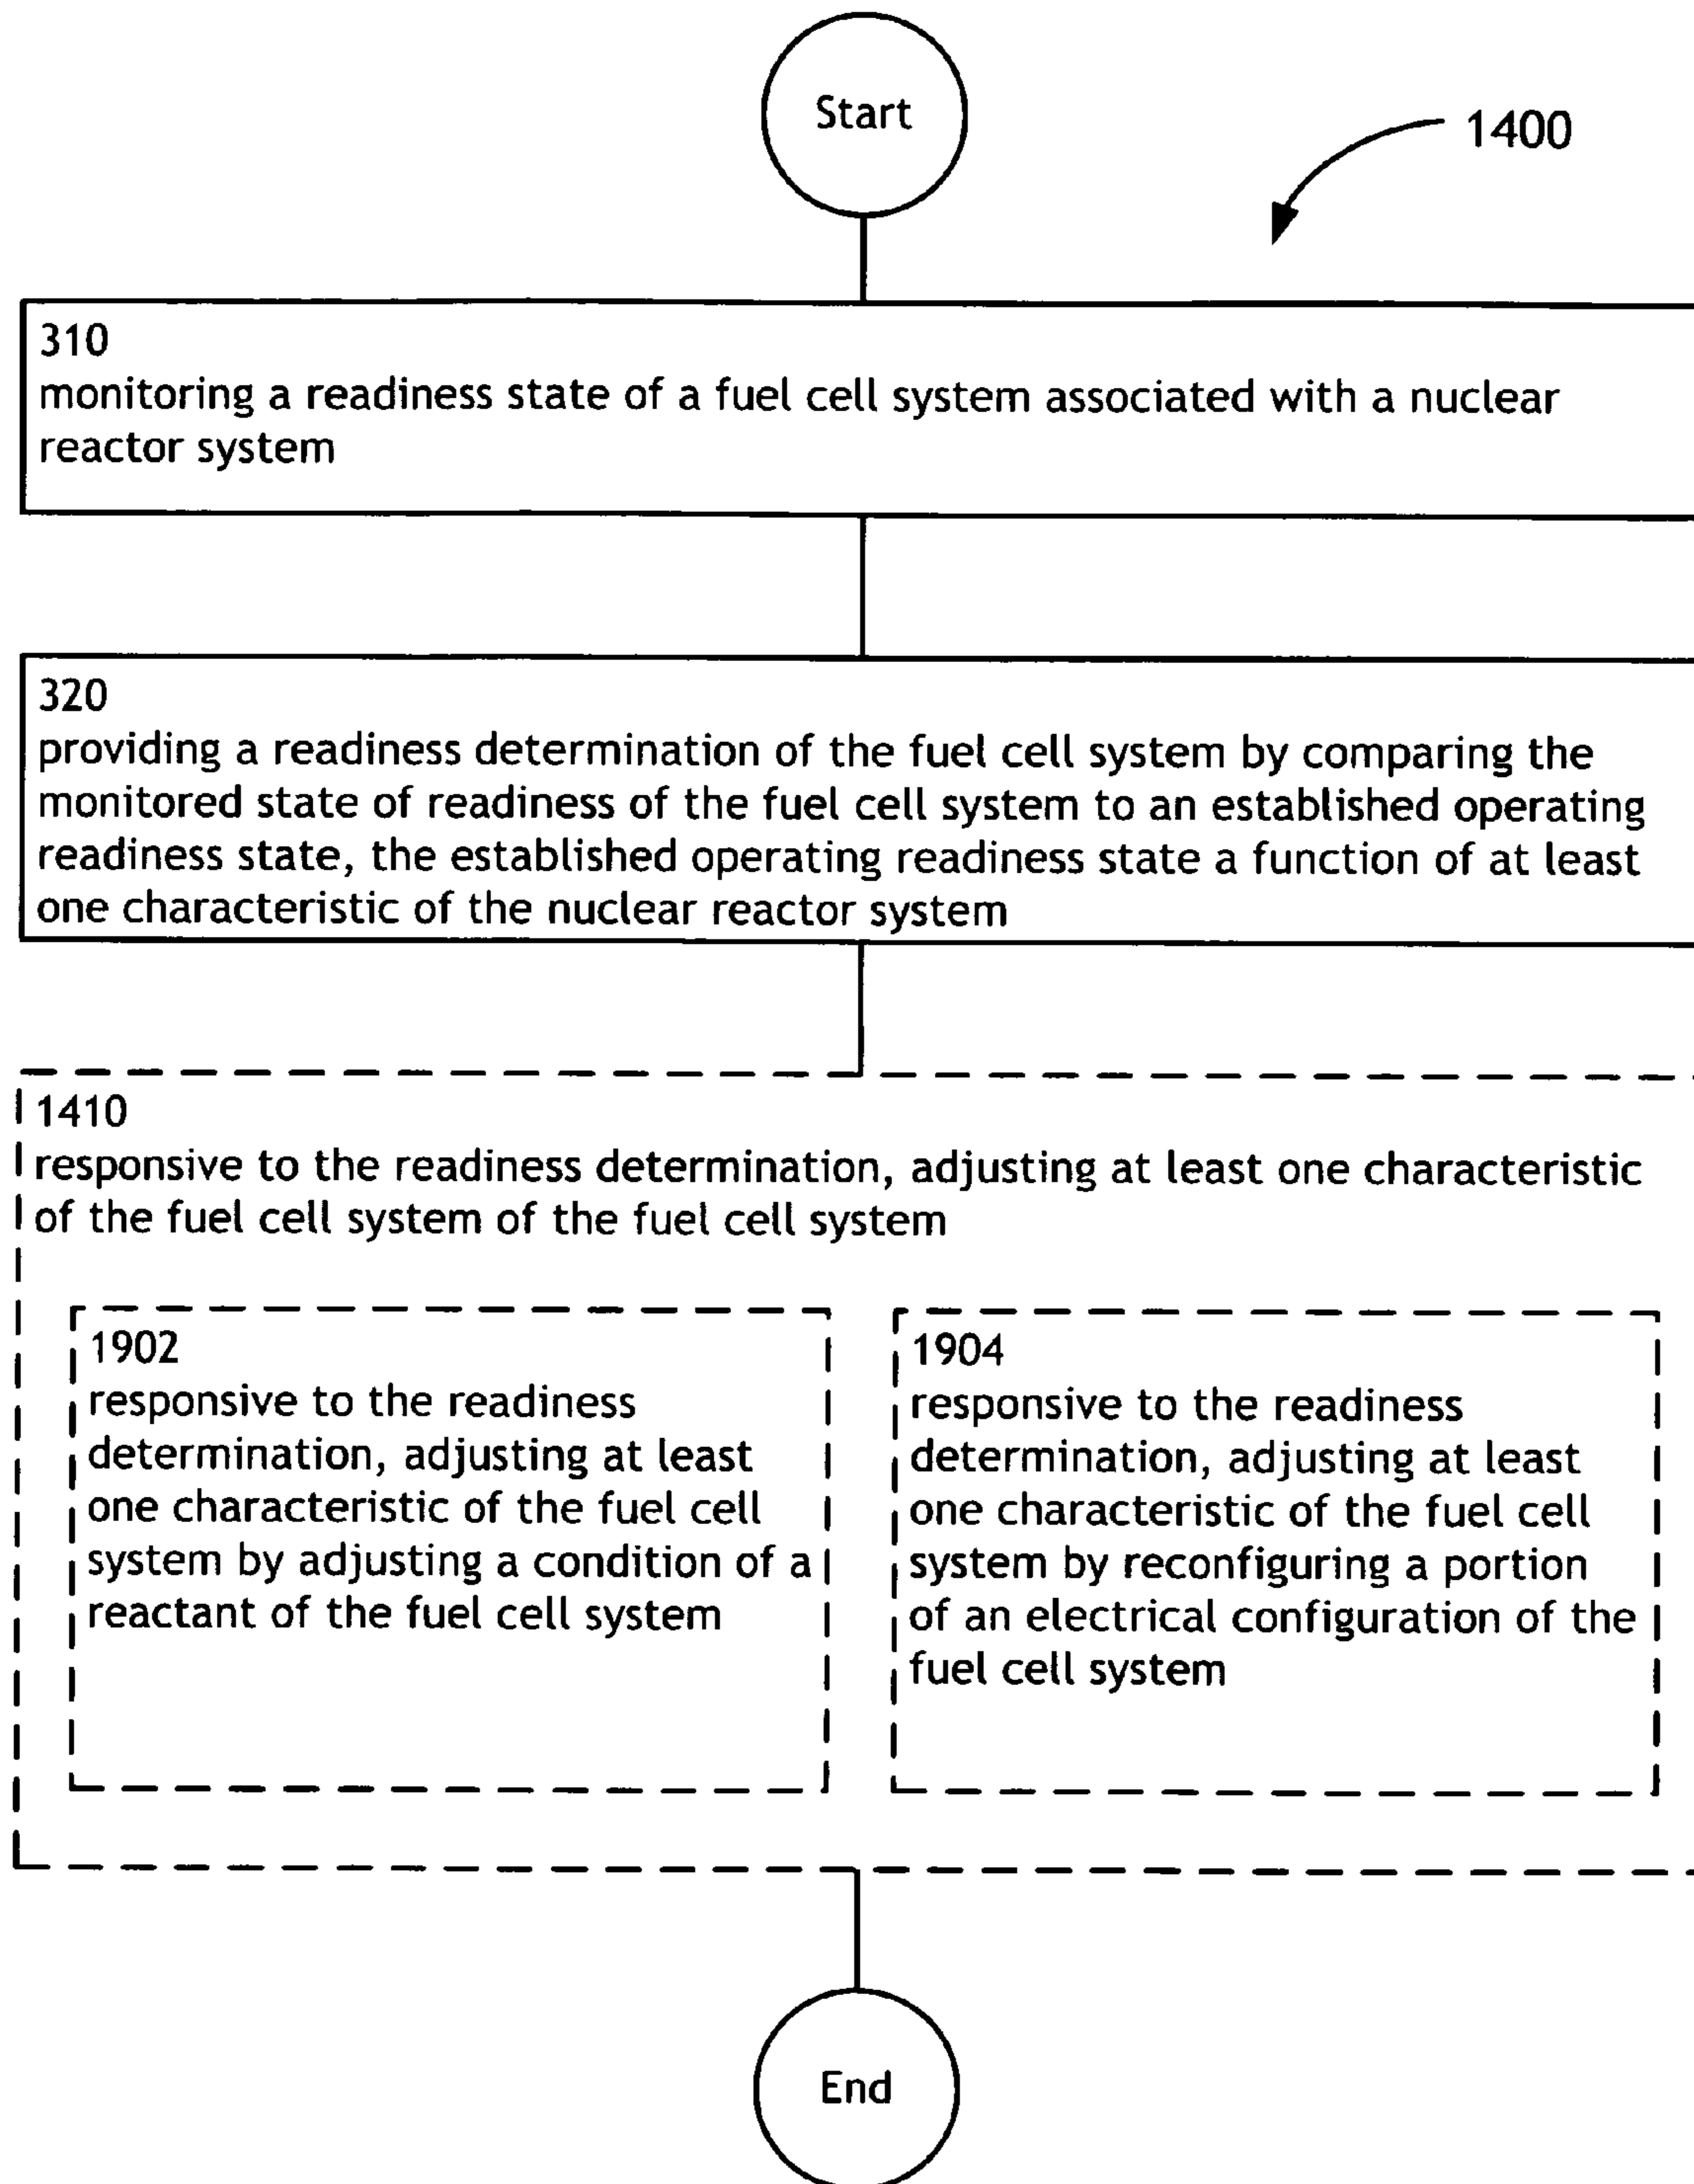 Start
1400
310
monitoring a readiness state of a fuel cell system associated with a nuclear
reactor system
320
providing a readiness determination of the fuel cell system by comparing the
monitored state of readiness of the fuel cell system to an established operating
readiness state, the established operating readiness state a function of at least
one characteristic of the nuclear reactor system
1410
responsive to the readiness determination, adjusting at least one characteristic
of the fuel cell system of the fuel cell system
1902
responsive to the readiness
determination, adjusting at least
one characteristic of the fuel cell
system by adjusting a condition of a
reactant of the fuel cell system
1904
responsive to the readiness
determination, adjusting at least
one characteristic of the fuel cell
system by reconfiguring a portion
of an electrical configuration of the
fuel cell system
End